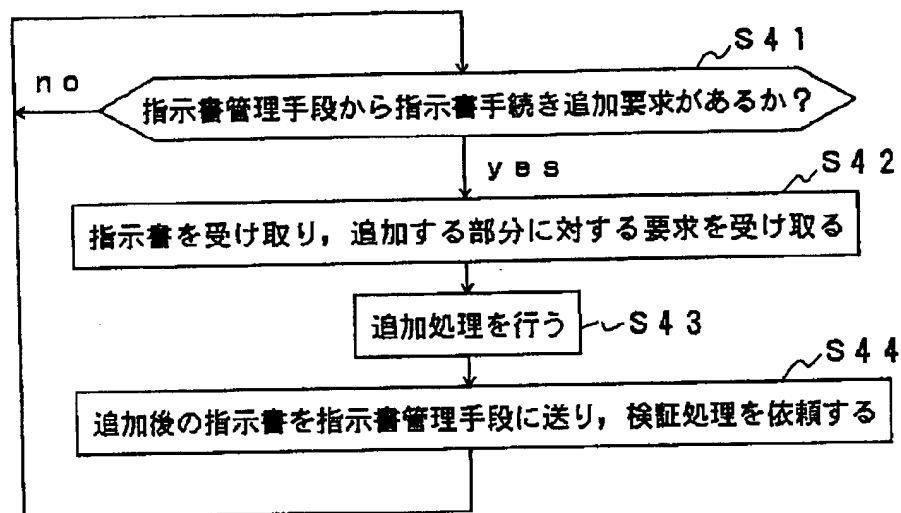 S41
no
指示書管理手段から指示書手続き追加要求があるか?
yes
S42
指示書を受け取り，追加する部分に対する要求を受け取る
追加処理を行う
S43
S44
追加後の指示書を指示書管理手段に送り，検証処理を依頼する